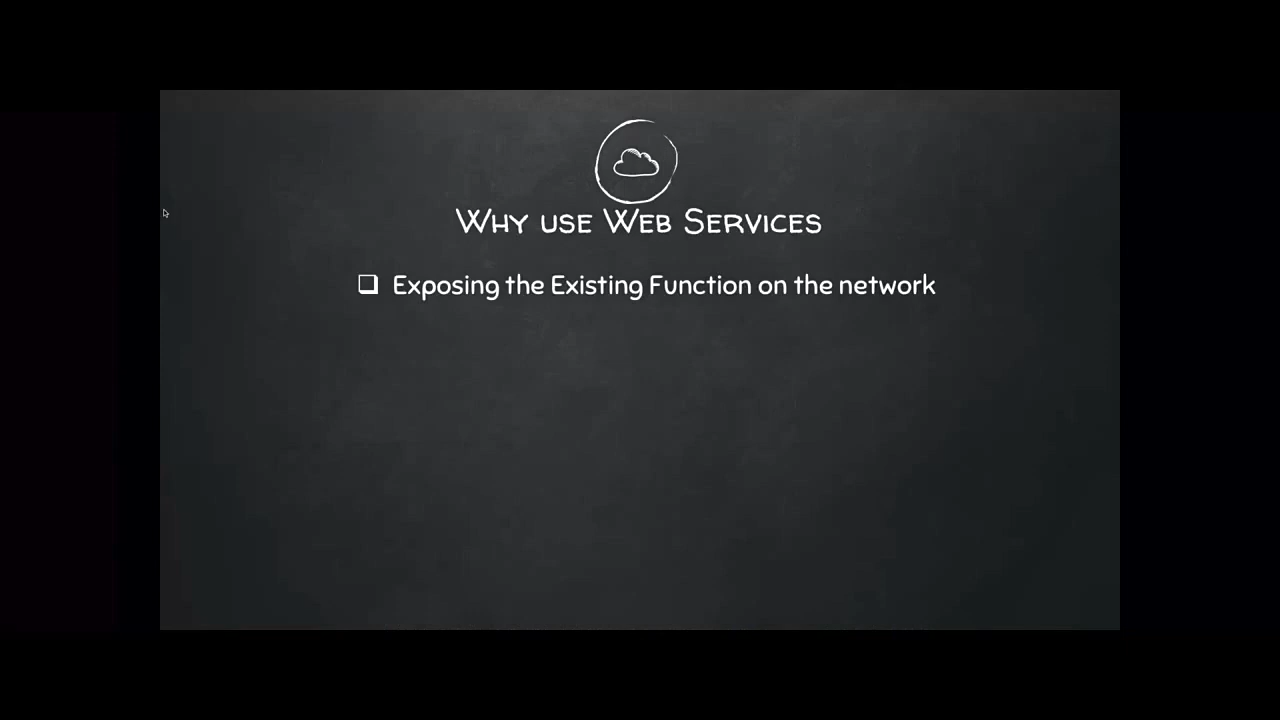 Why use Web Services
Exposing the Existing Function on the network